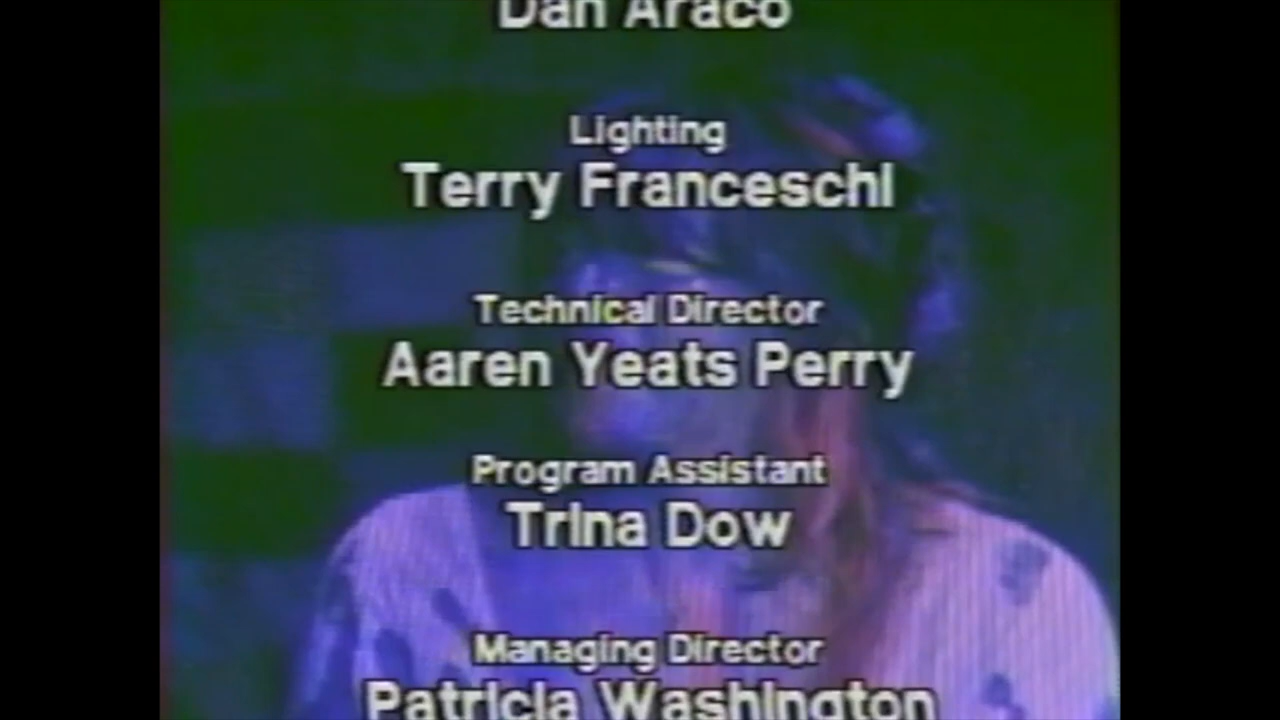 Dan Araco
Lighting
Terry Franceschi
Technical Director
Aaren Yeats Perry
Program Assistant
Trina Dow
Managing Director
Patricia Washington